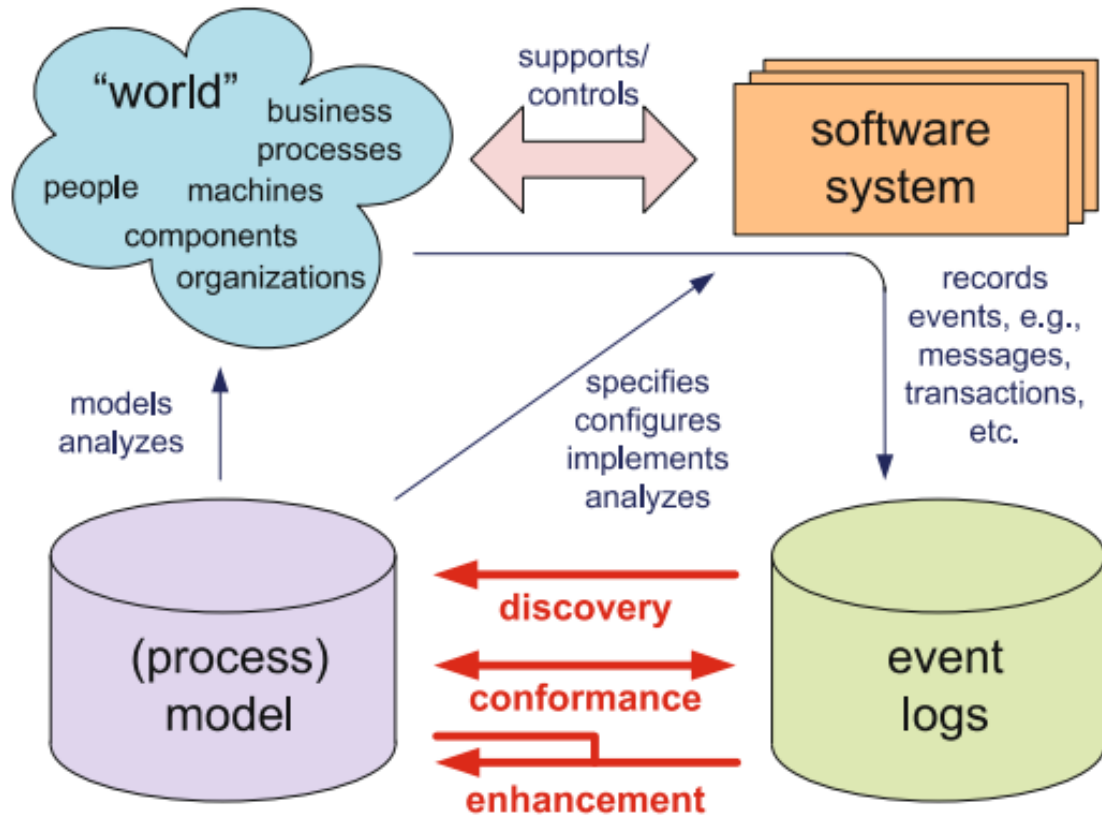 “world”
business
processes
people
machines
components
organizations
supports/
controls
software
system
records
events, e.g.,
messages,
transactions,
etc.
models
analyzes
specifies
configures
implements
analyzes
(process)
model
discovery
conformance
enhancement
event
logs